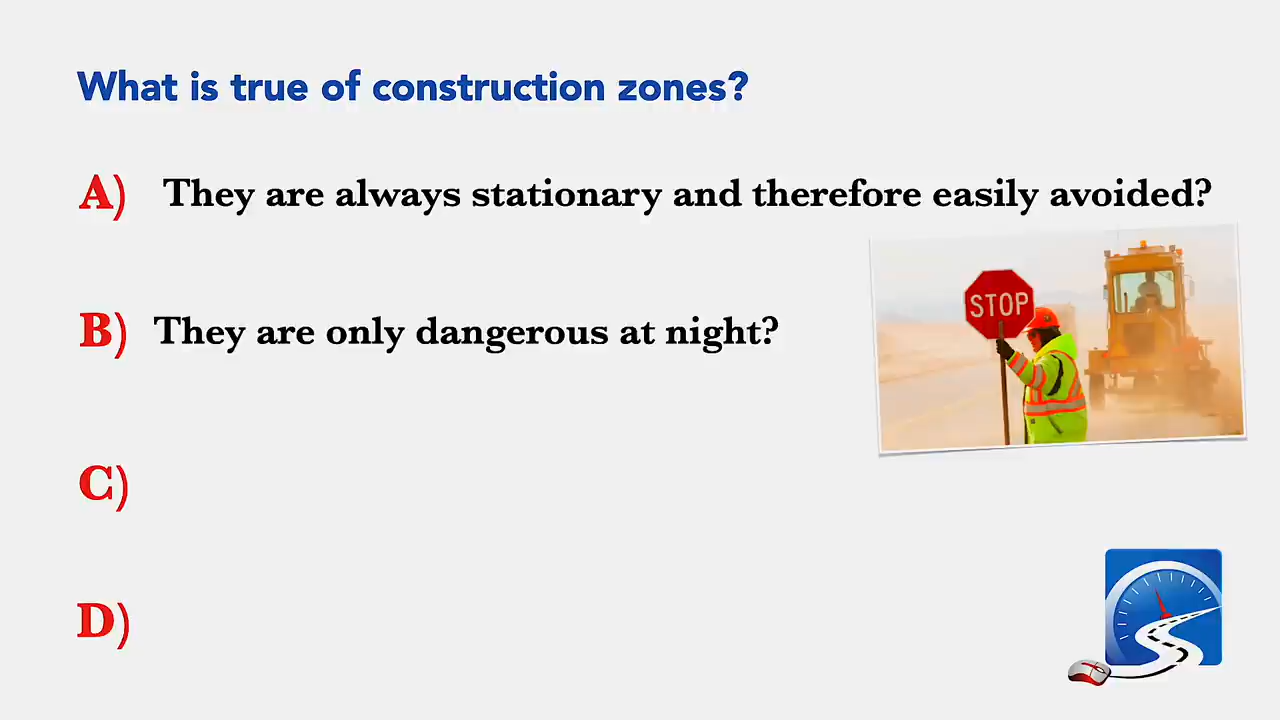 What is true of construction zones?
A) They are always stationary and therefore easily avoided?
STOP
B) They are only dangerous at night?
C)
D)